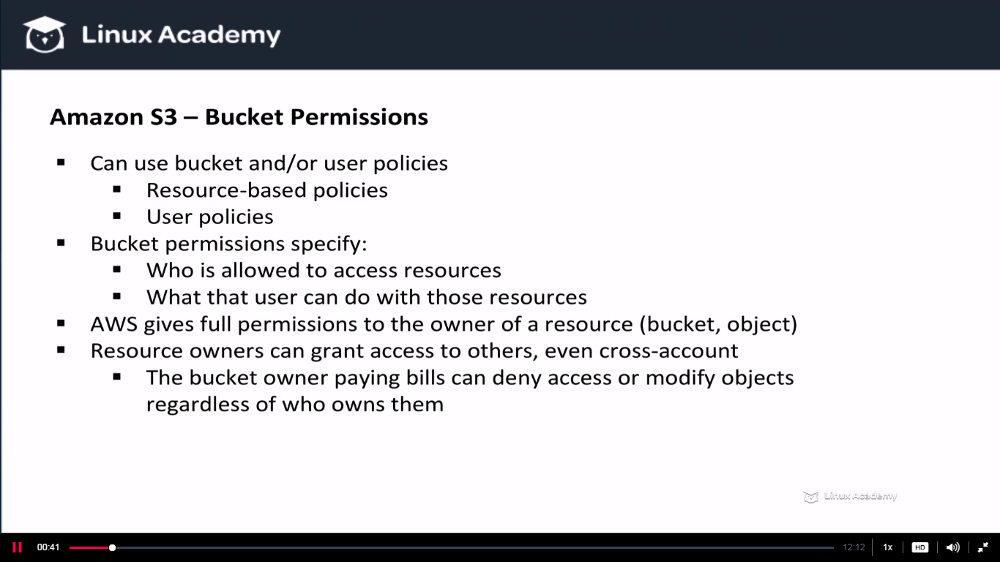 Linux Academy
Amazon S3 – Bucket Permissions
▪ Can use bucket and/or user policies
▪ Resource-based policies
▪ User policies
▪ Bucket permissions specify:
▪ Who is allowed to access resources
▪ What that user can do with those resources
▪ AWS gives full permissions to the owner of a resource (bucket, object)
▪ Resource owners can grant access to others, even cross-account
▪ The bucket owner paying bills can deny access or modify objects
regardless of who owns them
Linux Academy
00:41 12:12 1x HD